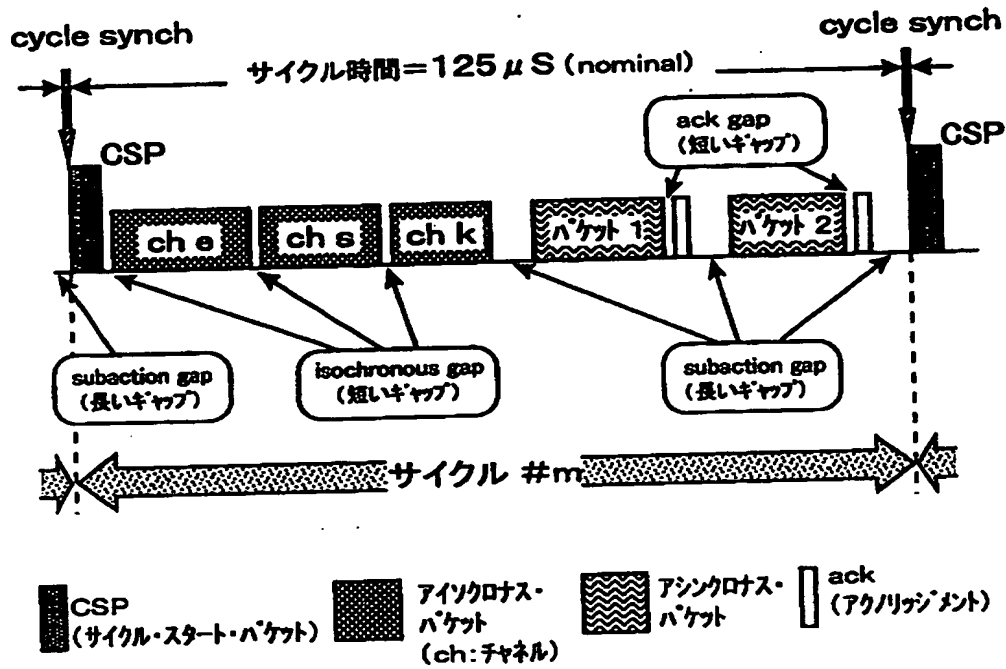 cycle synch
cycle synch
サイクル時間＝125μS (nominal)
CSP
CSP
ack gap
(短いギャップ)
ch e
ch s
ch k
パケット 1
パケット 2
subaction gap
(長いギャップ)
isochronous gap
(短いギャップ)
subaction gap
(長いギャップ)
サイクル #m
CSP
(サイクル・スタート・パケット)
アイソクロナス・
パケット
(ch:チャネル)
アシンクロナス・
パケット
ack
(アクノリッジメント)